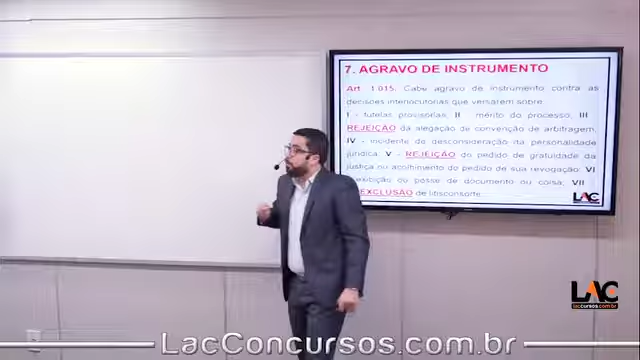 7. AGRAVO DE INSTRUMENTO
Art 1.015. Cabe agravo de instrumento contra as
decisões interlocutórias que versarem sobre:
I - tutelas provisórias; II mérito do processo; III
REJEIÇÃO da alegação de convenção de arbitragem;
IV - incidente de desconsideração da personalidade
jurídica; V - REJEIÇÃO do pedido de gratuidade da
justiça ou acolhimento do pedido de sua revogação; VI
exibição ou posse de documento ou coisa; VII
EXCLUSÃO de litisconsorte
LAC
LAC
lacconcursos.com.br
LacConcursos.com.br